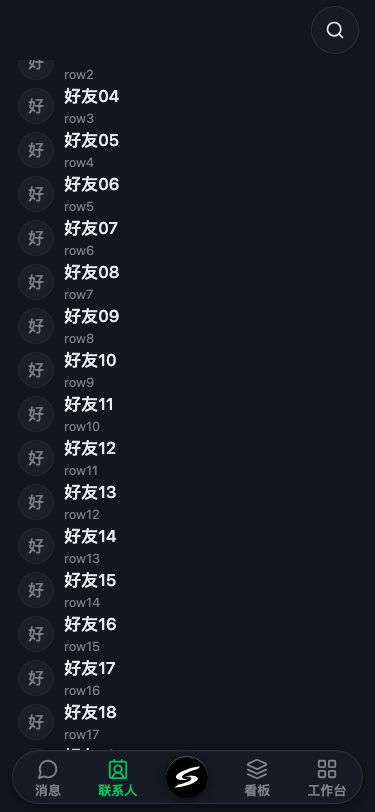 好
row2
好 好友04
row3
好 好友05
row4
好 好友06
row5
好 好友07
row6
好 好友08
row7
好 好友09
row8
好 好友10
row9
好 好友11
row10
好 好友12
row11
好 好友13
row12
好 好友14
row13
好 好友15
row14
好 好友16
row15
好 好友17
row16
好 好友18
row17
消息 联系人 看板 工作台